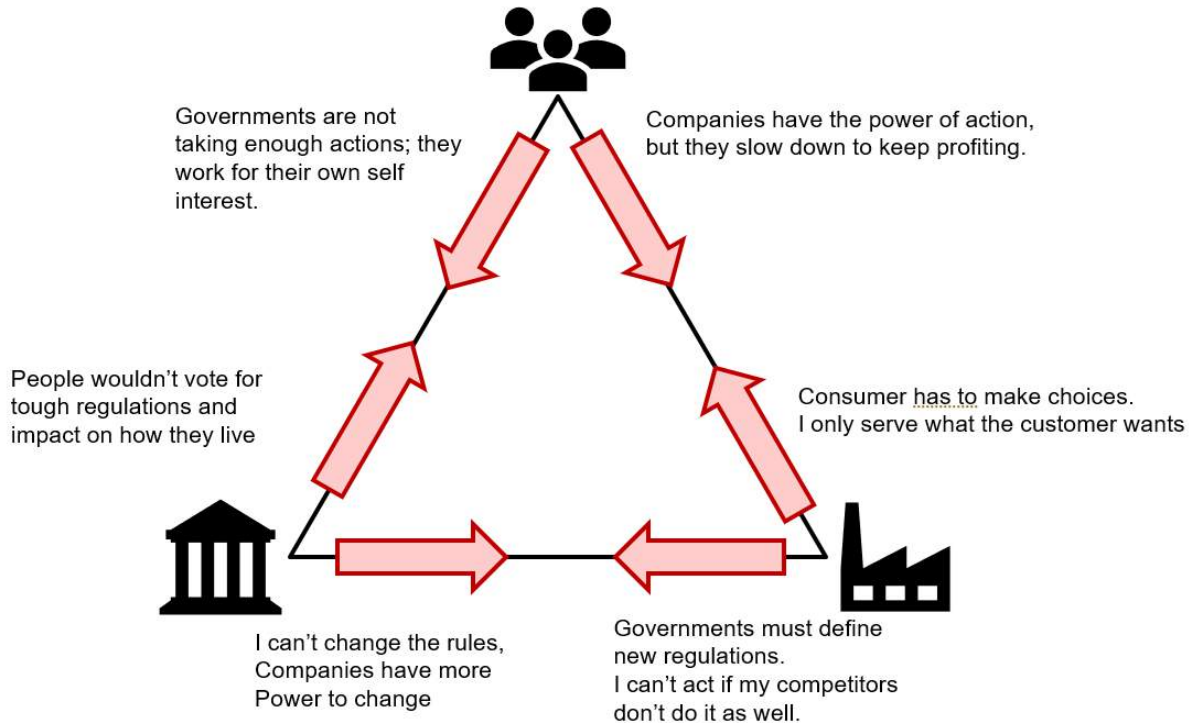 Governments are not
taking enough actions; they
work for their own self
interest.
Companies have the power of action,
but they slow down to keep profiting.
People wouldn’t vote for
tough regulations and
impact on how they live
Consumer has to make choices.
I only serve what the customer wants
I can’t change the rules,
Companies have more
Power to change
Governments must define
new regulations.
I can’t act if my competitors
don’t do it as well.